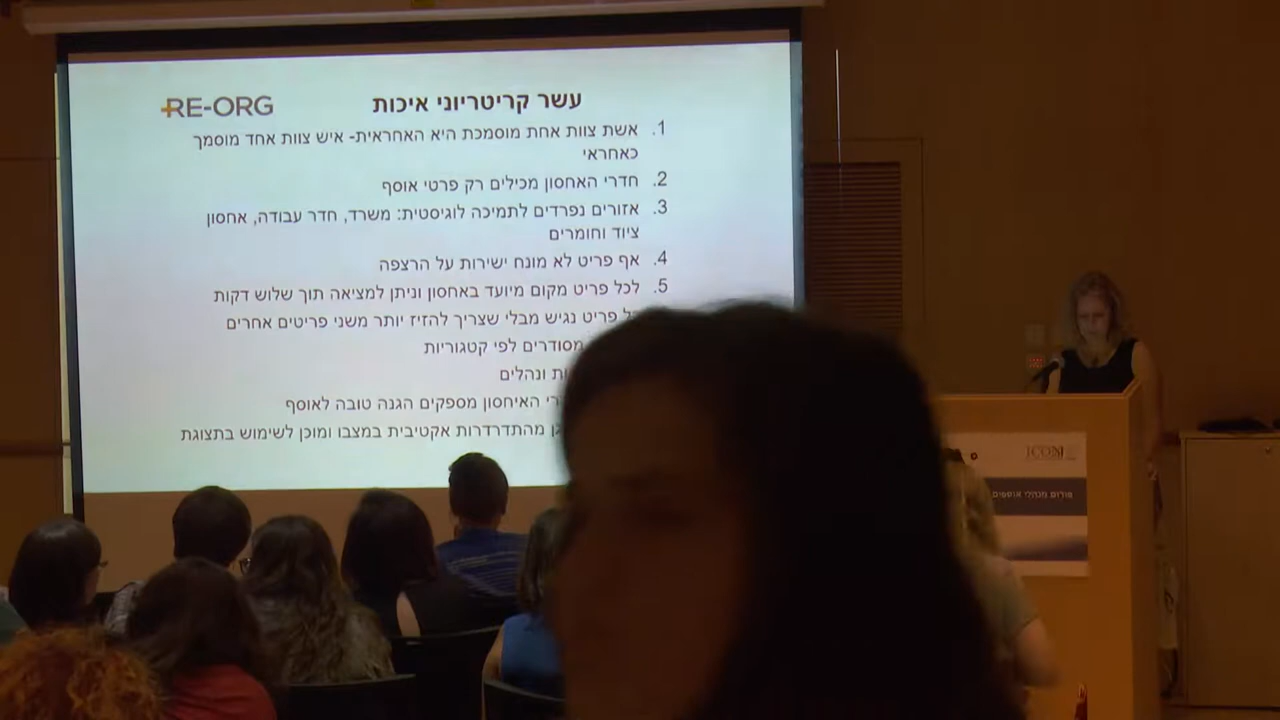 RE-ORG
עשר קריטריוני איכות
1. אשת צוות אחת מוסמכת היא האחראית- איש צוות אחד מוסמך
כאחראי
2. חדרי האחסון מכילים רק פרטי אוסף
3. אזורים נפרדים לתמיכה לוגיסטית: משרד, חדר עבודה, אחסון
ציוד וחומרים
4. אף פריט לא מונח ישירות על הרצפה
5. לכל פריט מקום מיועד באחסון וניתן למציאה תוך שלוש דקות
פריט נגיש מבלי שצריך להזיז יותר משני פריטים אחרים
מסודרים לפי קטגוריות
ונהלים
האיחסון מספקים הגנה טובה לאוסף
מהתדרדרות אקטיבית במצבו ומוכן לשימוש בתצוגת
ICOM
פורום מנהלי אוספים